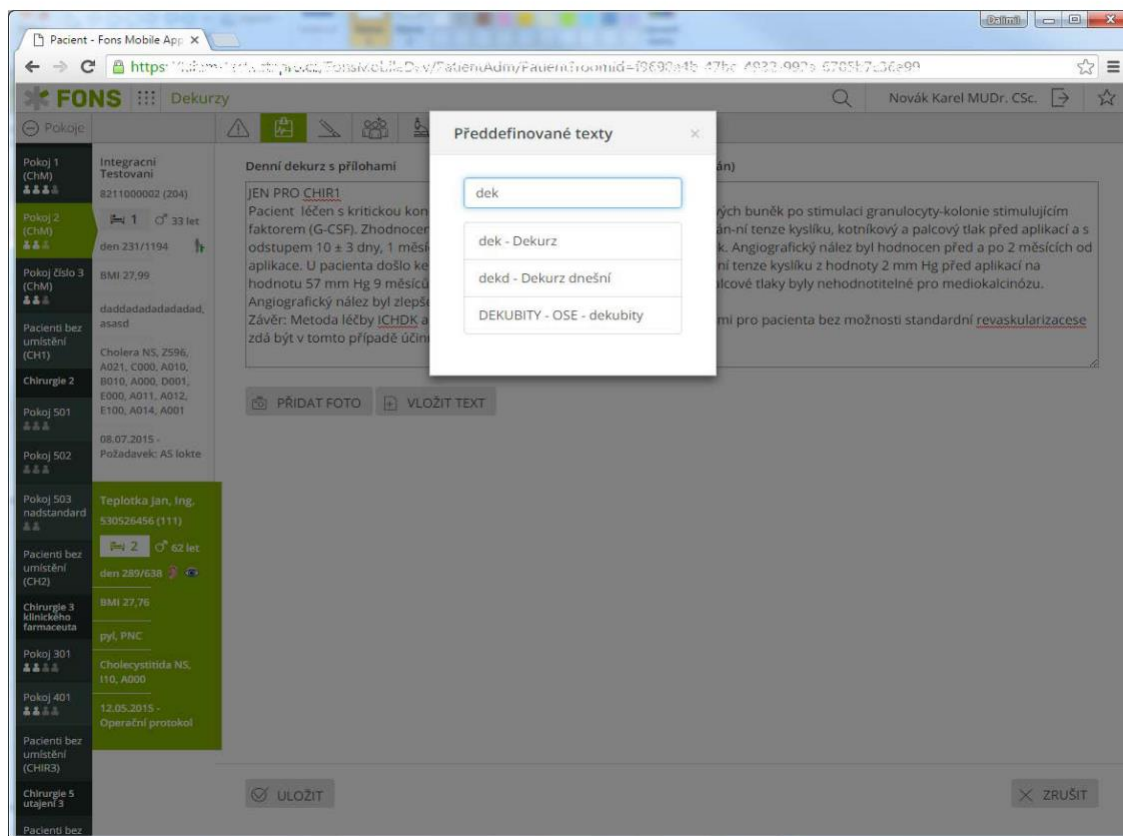 Dalimil
Pacient - Fons Mobile App
https:
FONS Dekurzy
Novák Karel MUDr. CSc.
Pokoje
Pokoj 1
(ChM)
Pokoj 2
(ChM)
Pokoj číslo 3
(ChM)
Pacienti bez
umístění
(CH1)
Chirurgie 2
Pokoj 501
Pokoj 502
Pokoj 503
nadstandard
Pacienti bez
umístění
(CH2)
Chirurgie 3
klinického
farmaceuta
Pokoj 301
Pokoj 401
Pacienti bez
umístění
(CHIR3)
Chirurgie 5
utajení 3
Pacienti bez
Integracni
Testovani
8211000002 (204)
1 33 let
den 231/1194
BMI 27,99
daddadadadadadad,
asasd
Cholera NS, Z596,
A021, C000, A010,
B010, A000, D001,
E000, A011, A012,
E100, A014, A001
08.07.2015 -
Požadavek: AS lokte
Teplotka Jan, Ing.
530526456 (111)
2 62 let
den 289/638
BMI 27,76
pyl, PNC
Cholecystitida NS,
I10, A000
12.05.2015 -
Operační protokol
Denní dekurz s přílohami án)
JEN PRO CHIR1
Pacient léčen s kritickou kon ých buněk po stimulaci granulocyty-kolonie stimulujícím
faktorem (G-CSF). Zhodnocen án-ní tenze kyslíku, kotníkový a palcový tlak před aplikací a s
odstupem 10 ± 3 dny, 1 měsí k. Angiografický nález byl hodnocen před a po 2 měsících od
aplikace. U pacienta došlo ke ní tenze kyslíku z hodnoty 2 mm Hg před aplikací na
hodnotu 57 mm Hg 9 měsíců alcové tlaky byly nehodnotitelné pro mediokalcinózu.
Angiografický nález byl zlepše
Závěr: Metoda léčby ICHDK a mi pro pacienta bez možnosti standardní revaskularizacese
zdá být v tomto případě účin
PŘIDAT FOTO VLOŽIT TEXT
Předdefinované texty
dek
dek - Dekurz
dekd - Dekurz dnešní
DEKUBITY - OSE - dekubity
ULOŽIT ZRUŠIT